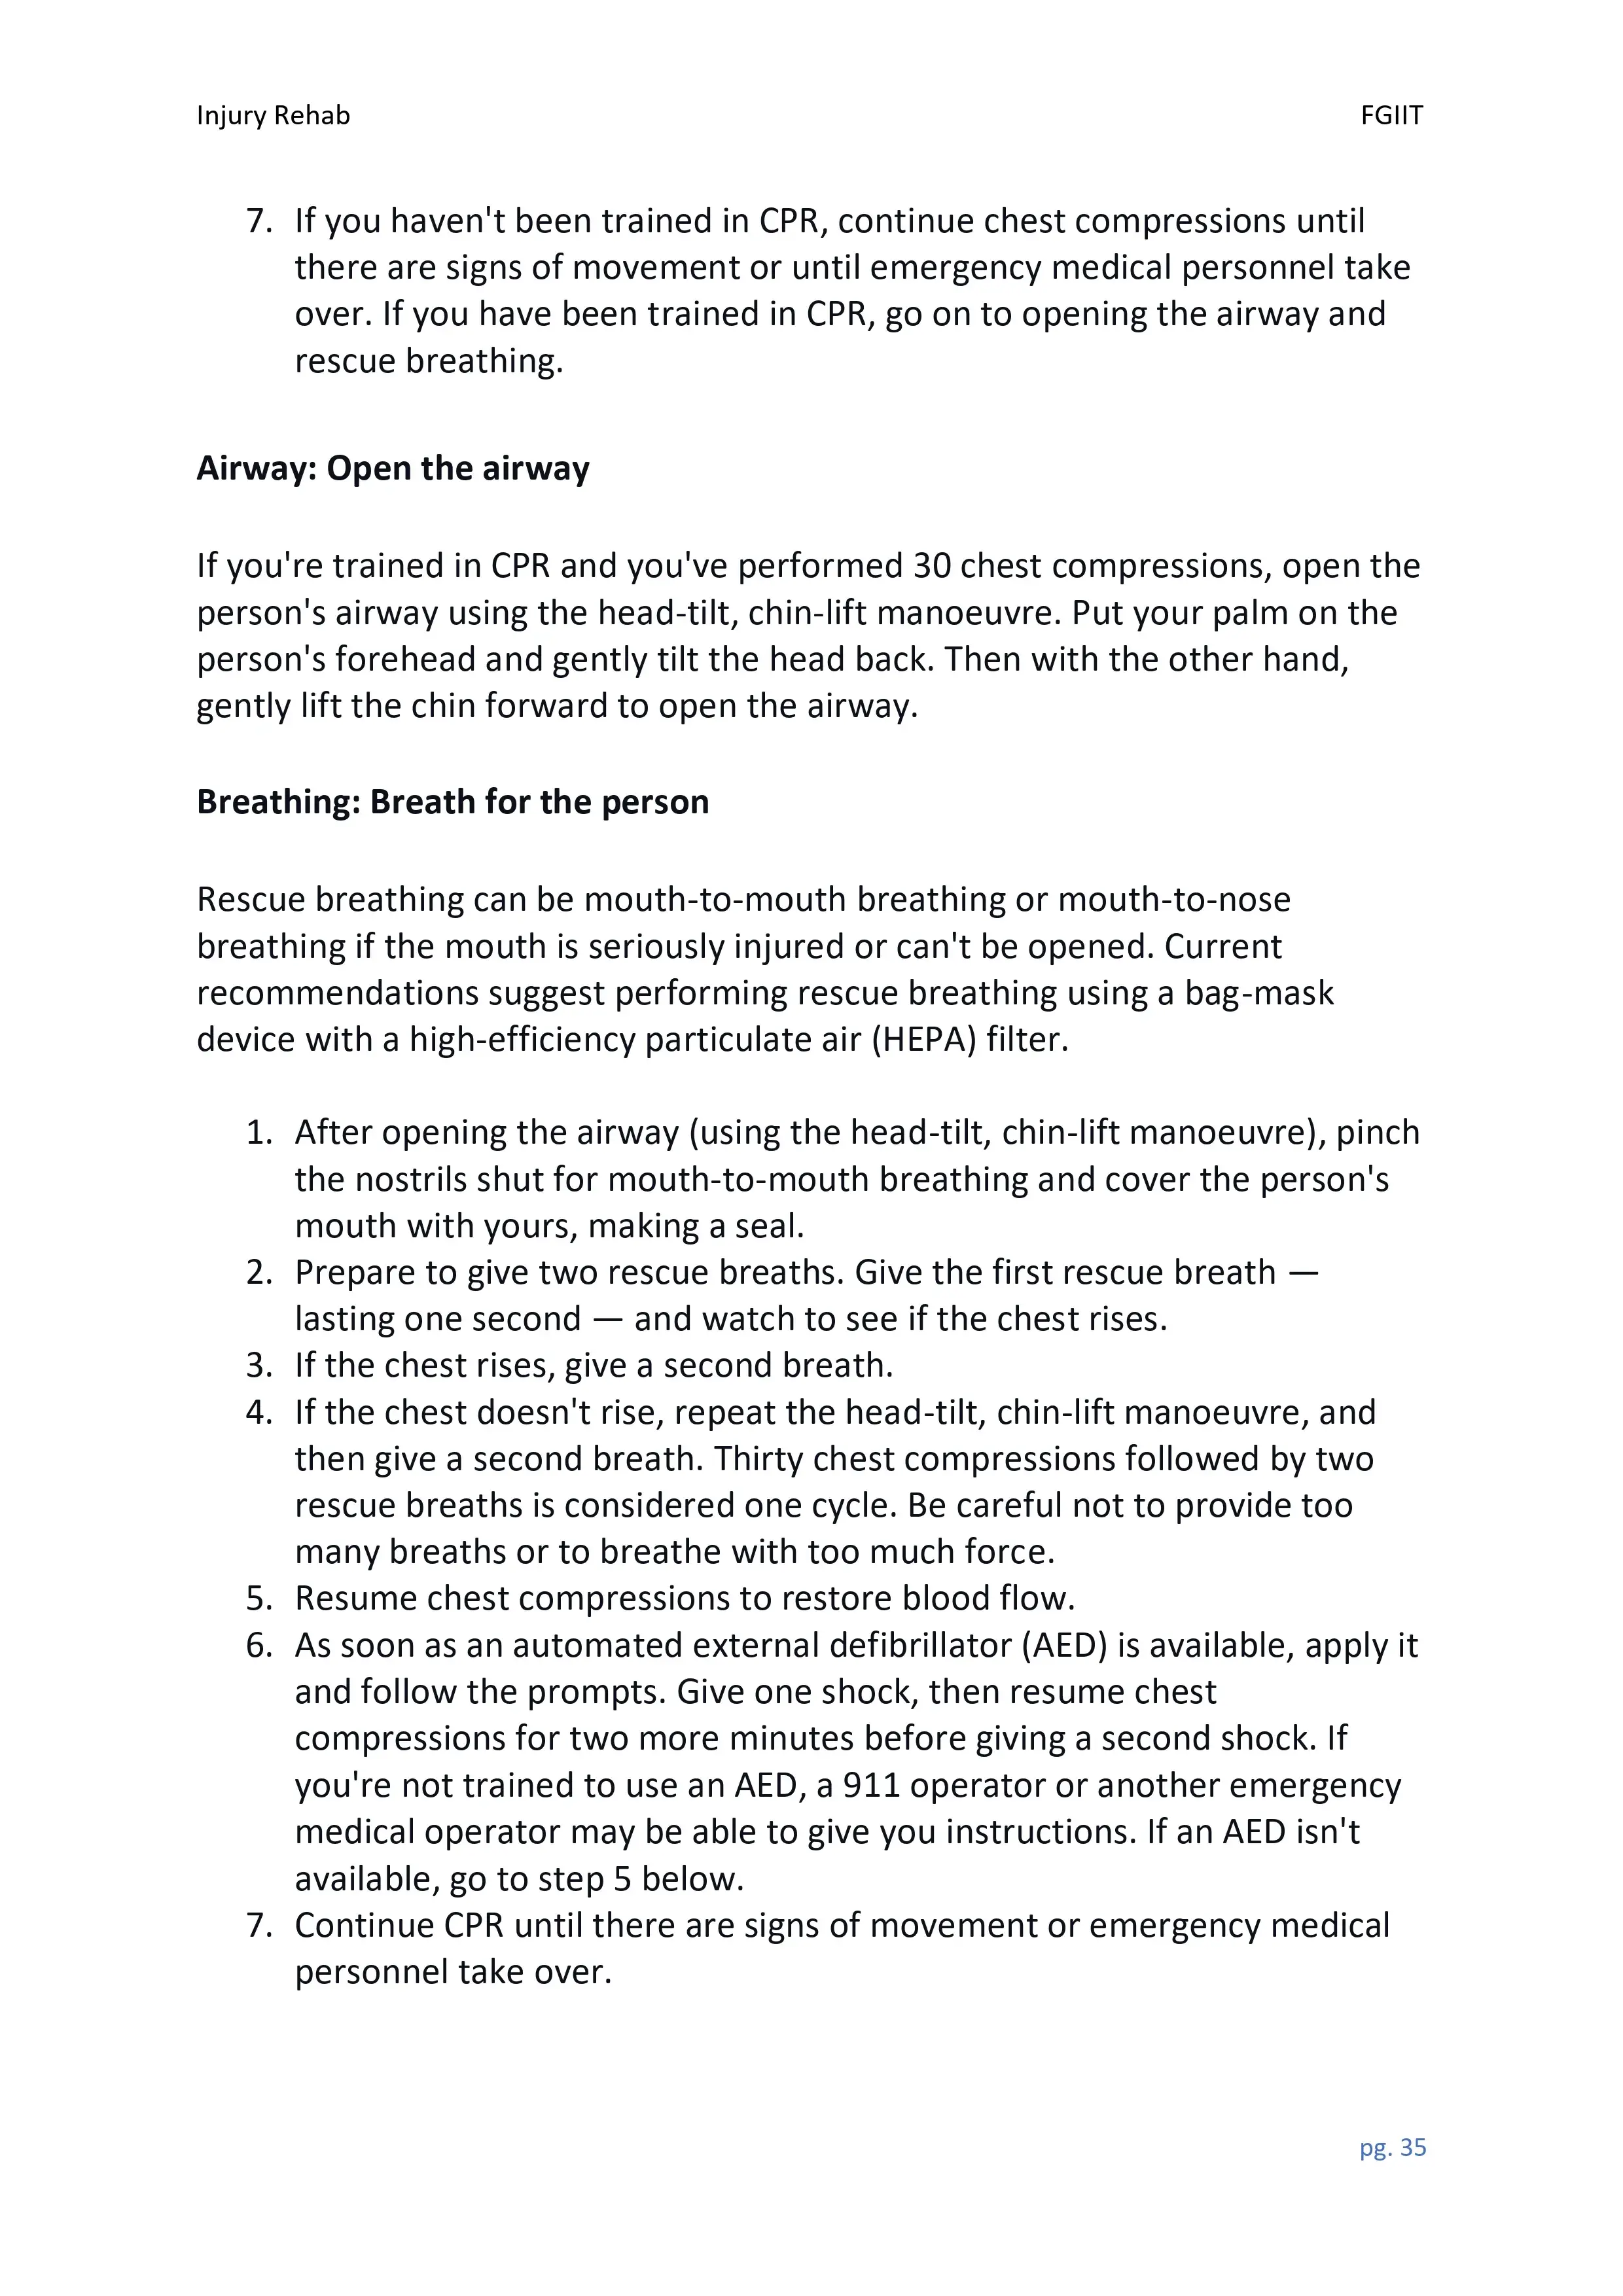 Injury Rehab FGIIT
7. If you haven't been trained in CPR, continue chest compressions until
there are signs of movement or until emergency medical personnel take
over. If you have been trained in CPR, go on to opening the airway and
rescue breathing.
Airway: Open the airway
If you're trained in CPR and you've performed 30 chest compressions, open the
person's airway using the head-tilt, chin-lift manoeuvre. Put your palm on the
person's forehead and gently tilt the head back. Then with the other hand,
gently lift the chin forward to open the airway.
Breathing: Breath for the person
Rescue breathing can be mouth-to-mouth breathing or mouth-to-nose
breathing if the mouth is seriously injured or can't be opened. Current
recommendations suggest performing rescue breathing using a bag-mask
device with a high-efficiency particulate air (HEPA) filter.
1. After opening the airway (using the head-tilt, chin-lift manoeuvre), pinch
the nostrils shut for mouth-to-mouth breathing and cover the person's
mouth with yours, making a seal.
2. Prepare to give two rescue breaths. Give the first rescue breath —
lasting one second — and watch to see if the chest rises.
3. If the chest rises, give a second breath.
4. If the chest doesn't rise, repeat the head-tilt, chin-lift manoeuvre, and
then give a second breath. Thirty chest compressions followed by two
rescue breaths is considered one cycle. Be careful not to provide too
many breaths or to breathe with too much force.
5. Resume chest compressions to restore blood flow.
6. As soon as an automated external defibrillator (AED) is available, apply it
and follow the prompts. Give one shock, then resume chest
compressions for two more minutes before giving a second shock. If
you're not trained to use an AED, a 911 operator or another emergency
medical operator may be able to give you instructions. If an AED isn't
available, go to step 5 below.
7. Continue CPR until there are signs of movement or emergency medical
personnel take over.
pg. 35